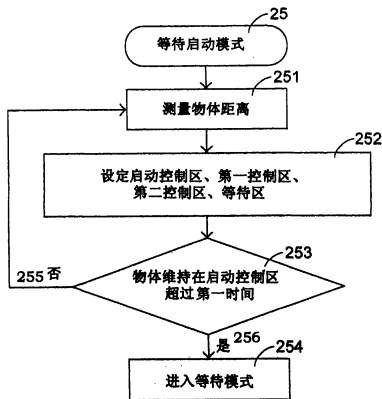 25
等待启动模式
251
测量物体距离
252
设定启动控制区、第一控制区、
第二控制区、等待区
253
物体维持在启动控制区
超过第一时间
255 否
是 256
254
进入等待模式